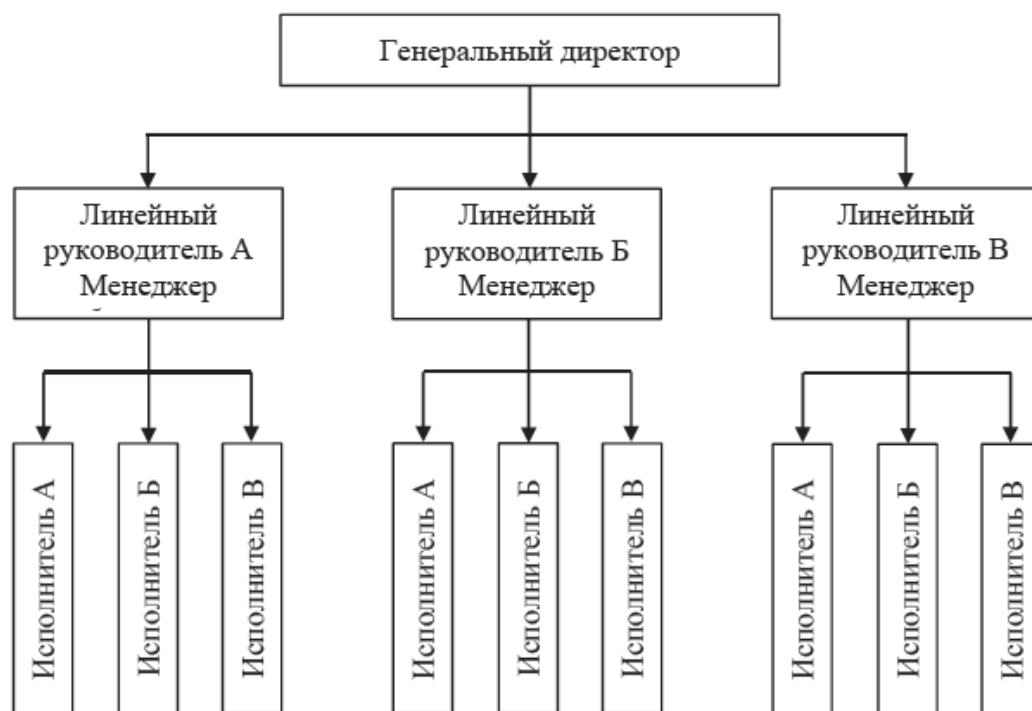 Генеральный директор
Линейный
руководитель А
Менеджер
Линейный
руководитель Б
Менеджер
Линейный
руководитель В
Менеджер
Исполнитель А
Исполнитель Б
Исполнитель В
Исполнитель А
Исполнитель Б
Исполнитель В
Исполнитель А
Исполнитель Б
Исполнитель В